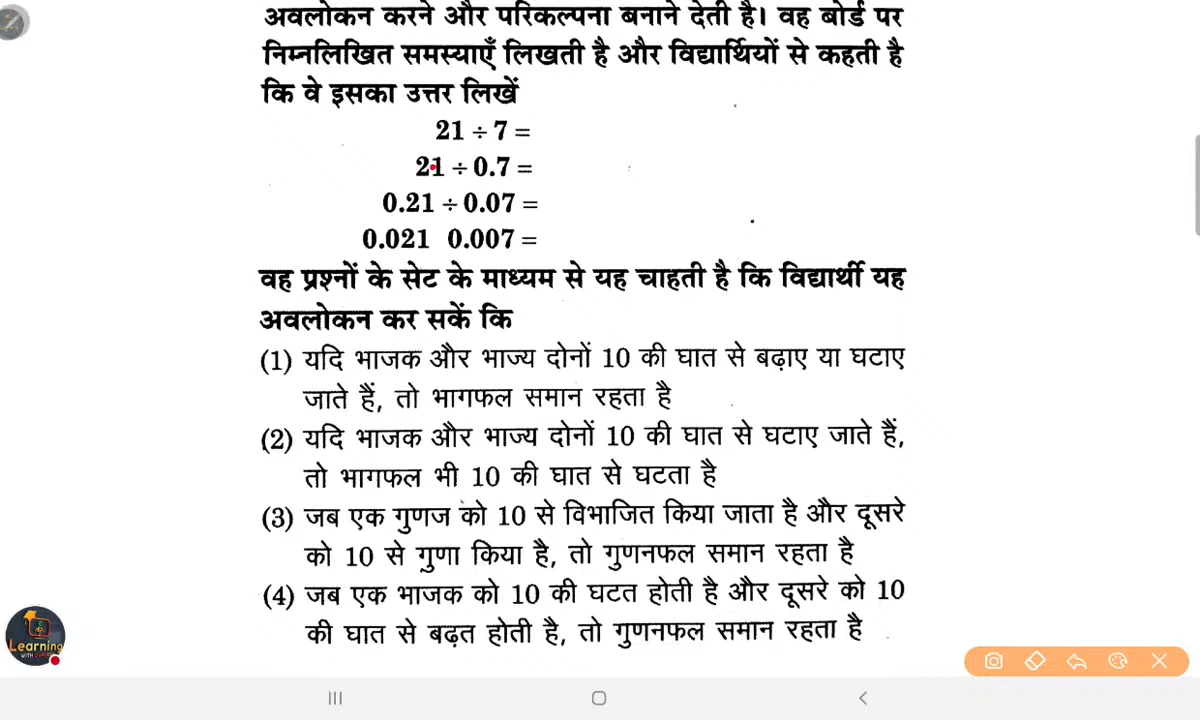 अवलोकन करने और परिकल्पना बनाने देती है। वह बोर्ड पर
निम्नलिखित समस्याएँ लिखती है और विद्यार्थियों से कहती है
कि वे इसका उत्तर लिखें
21 ÷ 7 =
21 ÷ 0.7 =
0.21 ÷ 0.07 =
0.021 0.007 =
वह प्रश्नों के सेट के माध्यम से यह चाहती है कि विद्यार्थी यह
अवलोकन कर सकें कि
(1) यदि भाजक और भाज्य दोनों 10 की घात से बढ़ाए या घटाए
जाते हैं, तो भागफल समान रहता है
(2) यदि भाजक और भाज्य दोनों 10 की घात से घटाए जाते हैं,
तो भागफल भी 10 की घात से घटता है
(3) जब एक गुणज को 10 से विभाजित किया जाता है और दूसरे
को 10 से गुणा किया है, तो गुणनफल समान रहता है
(4) जब एक भाजक को 10 की घटत होती है और दूसरे को 10
की घात से बढ़त होती है, तो गुणनफल समान रहता है
Learning